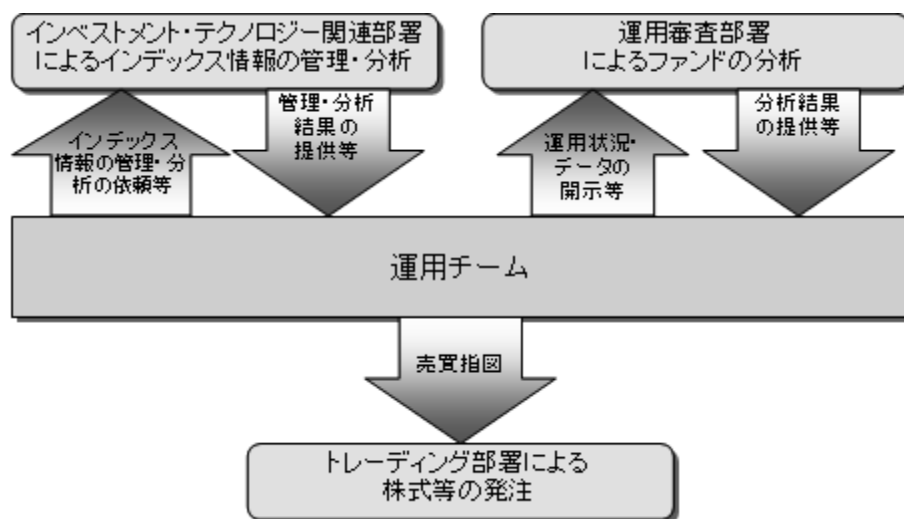 インベストメント・テクノロジー関連部署
によるインデックス情報の管理・分析
運用審査部署
によるファンドの分析
インデックス
情報の管理・分
析の依頼等
管理・分析
結果の
提供等
運用状況・
データの
開示等
分析結果
の提供等
運用チーム
売買指図
トレーディング部署による
株式等の発注